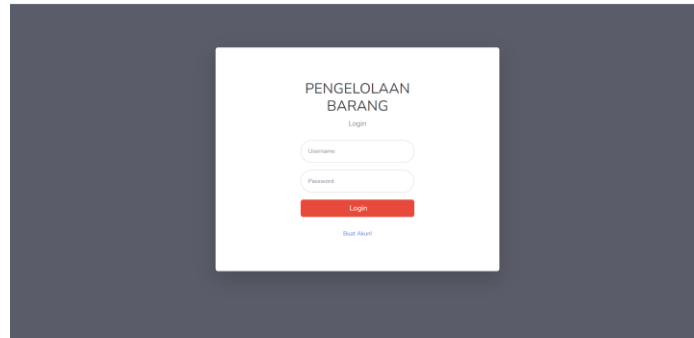 PENGELOLAAN
BARANG
Login
Username
Password
Login
Buat Akun!